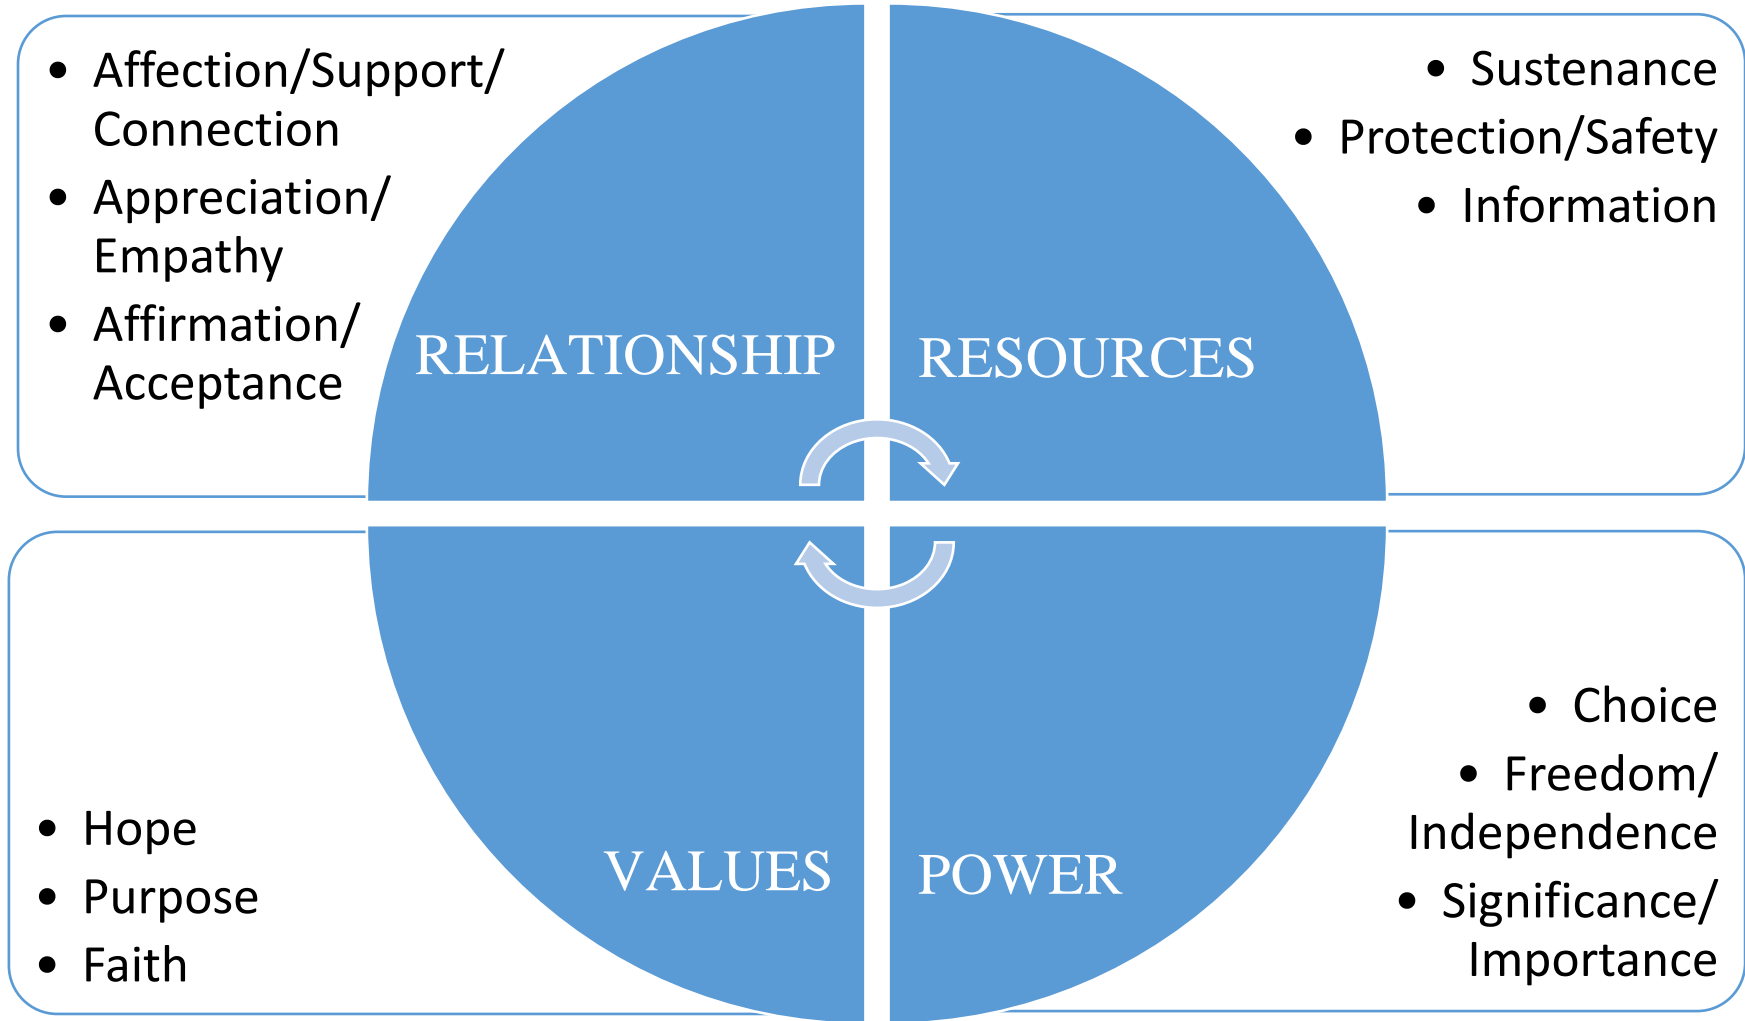 • Affection/Support/
Connection
• Appreciation/
Empathy
• Affirmation/
Acceptance
RELATIONSHIP
• Sustenance
• Protection/Safety
• Information
RESOURCES
• Hope
• Purpose
• Faith
VALUES
• Choice
• Freedom/
Independence
• Significance/
Importance
POWER